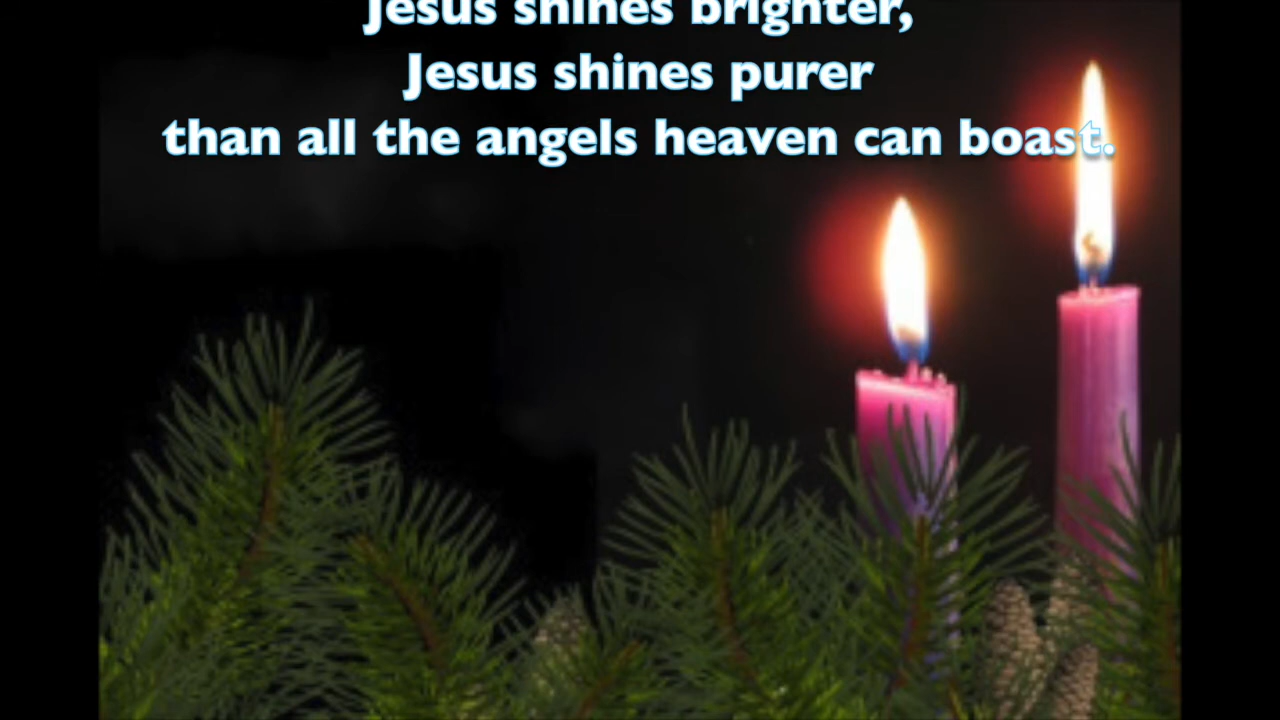 Jesus shines brighter,
Jesus shines purer
than all the angels heaven can boast.